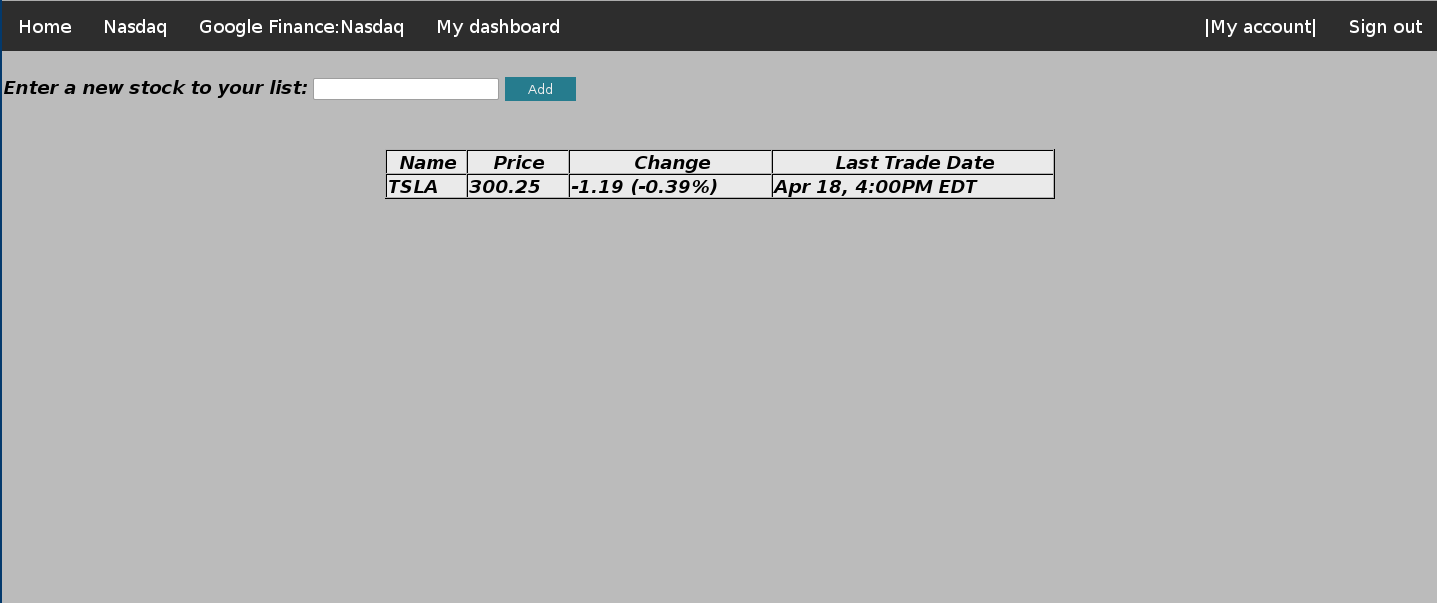 Home Nasdaq Google Finance:Nasdaq My dashboard |My account| Sign out
Enter a new stock to your list: Add
Name Price Change Last Trade Date
TSLA 300.25 -1.19 (-0.39%) Apr 18, 4:00PM EDT